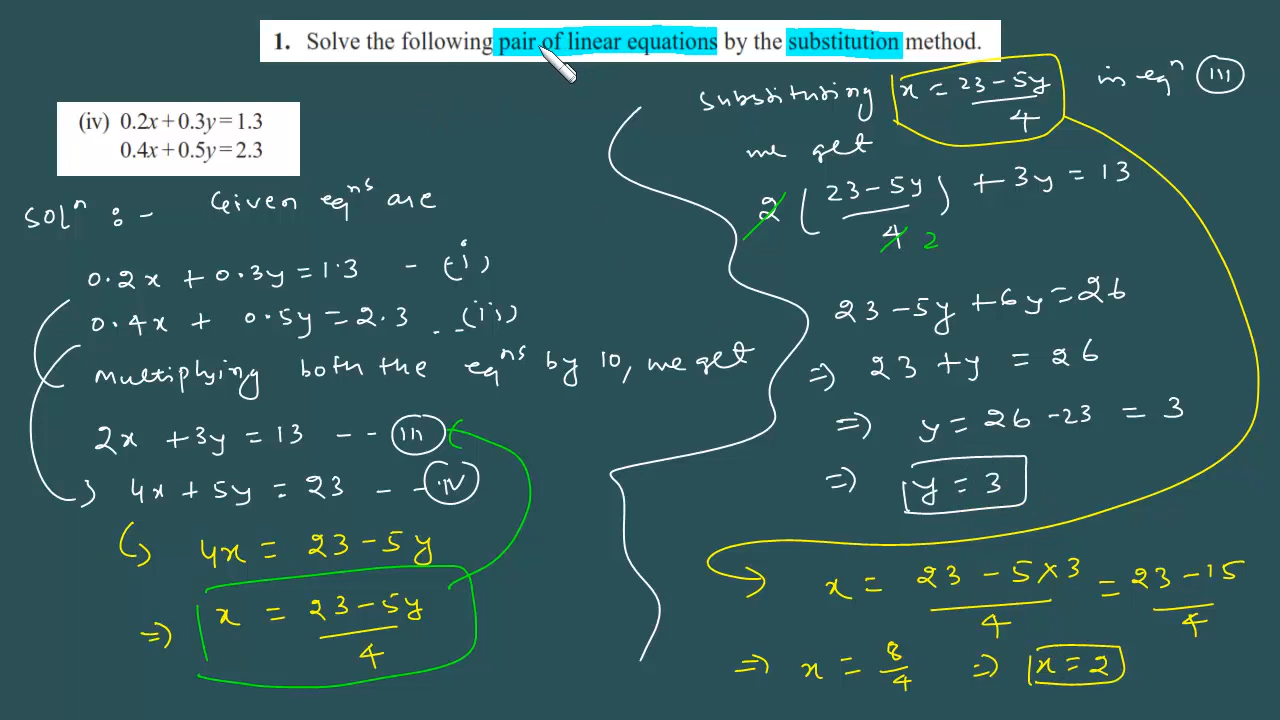 1. Solve the following pair of linear equations by the substitution method.
(iv) 0.2x+0.3y=1.3
0.4x+0.5y=2.3
Solⁿ :- Given eqⁿˢ are
0.2x + 0.3y = 1.3 - (i)
0.4x + 0.5y = 2.3 - - (ii)
Multiplying both the eqⁿˢ by 10, we get
2x + 3y = 13 - - (III)
4x + 5y = 23 - - (IV)
4x = 23 - 5y
=> x = (23 - 5y)/4
Substituting x = (23 - 5y)/4 in eqⁿ (III)
we get
2 ((23 - 5y)/4) + 3y = 13
2
23 - 5y + 6y = 26
=> 23 + y = 26
=> y = 26 - 23 = 3
=> y = 3
x = (23 - 5×3)/4 = (23 - 15)/4
=> x = 8/4 => x = 2